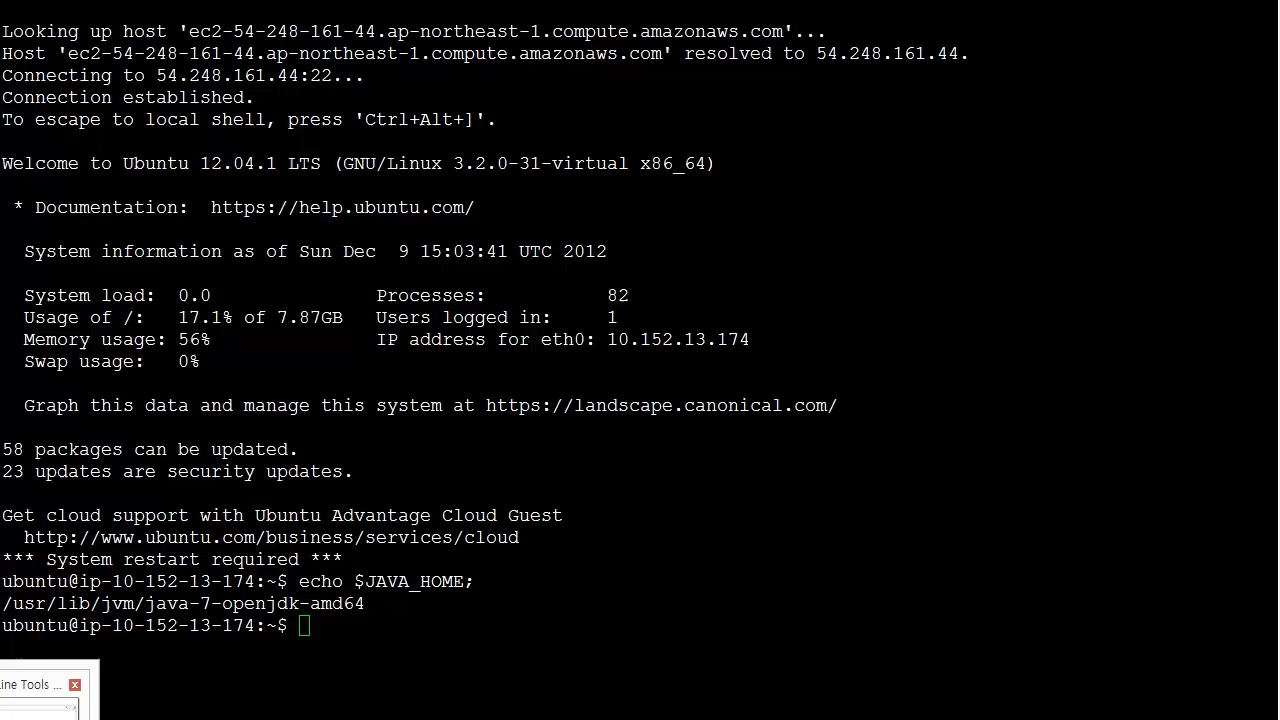 Looking up host 'ec2-54-248-161-44.ap-northeast-1.compute.amazonaws.com'...
Host 'ec2-54-248-161-44.ap-northeast-1.compute.amazonaws.com' resolved to 54.248.161.44.
Connecting to 54.248.161.44:22...
Connection established.
To escape to local shell, press 'Ctrl+Alt+]'.
Welcome to Ubuntu 12.04.1 LTS (GNU/Linux 3.2.0-31-virtual x86_64)
* Documentation:  https://help.ubuntu.com/
System information as of Sun Dec  9 15:03:41 UTC 2012
System load:  0.0               Processes:           82
Usage of /:   17.1% of 7.87GB   Users logged in:     1
Memory usage: 56%               IP address for eth0: 10.152.13.174
Swap usage:   0%
Graph this data and manage this system at https://landscape.canonical.com/
58 packages can be updated.
23 updates are security updates.
Get cloud support with Ubuntu Advantage Cloud Guest
http://www.ubuntu.com/business/services/cloud
*** System restart required ***
ubuntu@ip-10-152-13-174:~$ echo $JAVA_HOME;
/usr/lib/jvm/java-7-openjdk-amd64
ubuntu@ip-10-152-13-174:~$
ine Tools ...